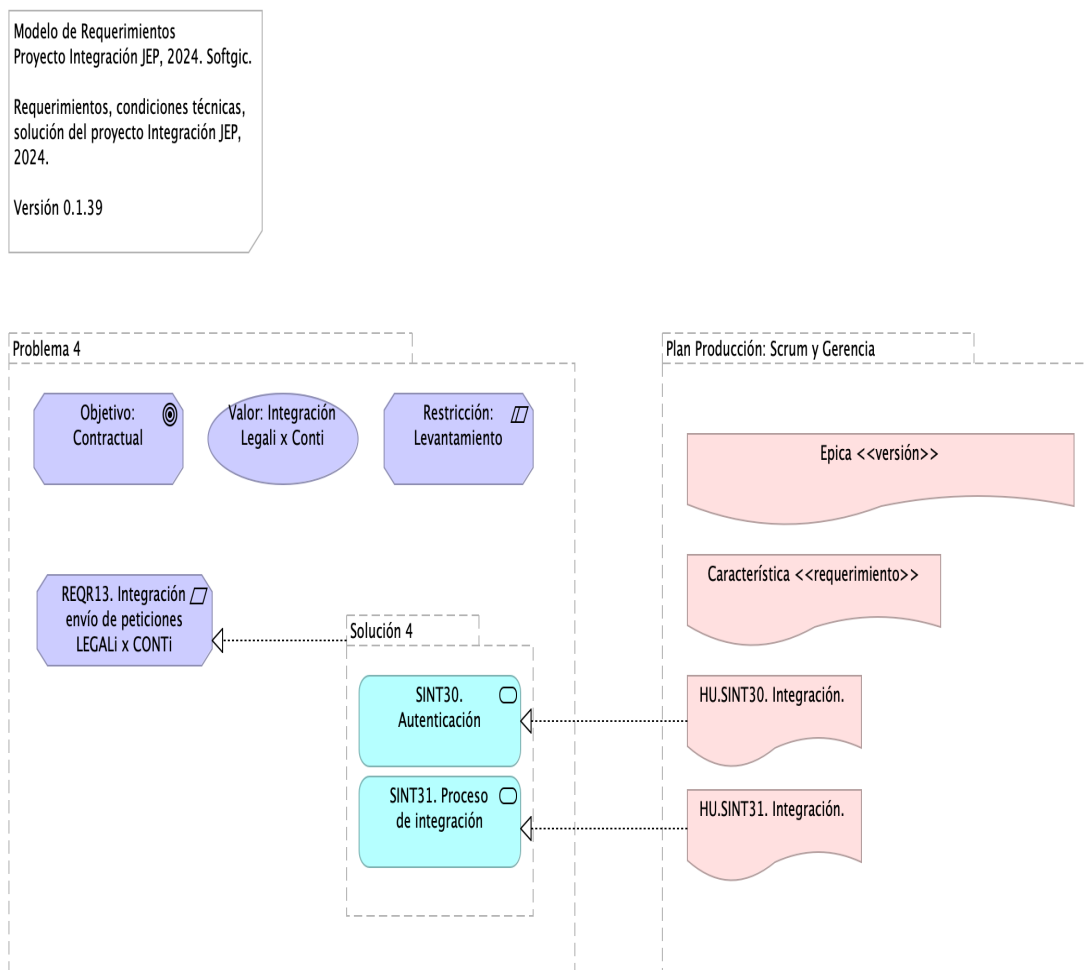 Modelo de Requerimientos
Proyecto Integración JEP, 2024. Softgic.
Requerimientos, condiciones técnicas,
solución del proyecto Integración JEP,
2024.
Versión 0.1.39
Problema 4
Plan Producción: Scrum y Gerencia
Objetivo:
Contractual
Valor: Integración
Legali x Conti
Restricción:
Levantamiento
Epica <<versión>>
Característica <<requerimiento>>
REQR13. Integración
envío de peticiones
LEGALi x CONTi
Solución 4
SINT30.
Autenticación
HU.SINT30. Integración.
SINT31. Proceso
de integración
HU.SINT31. Integración.